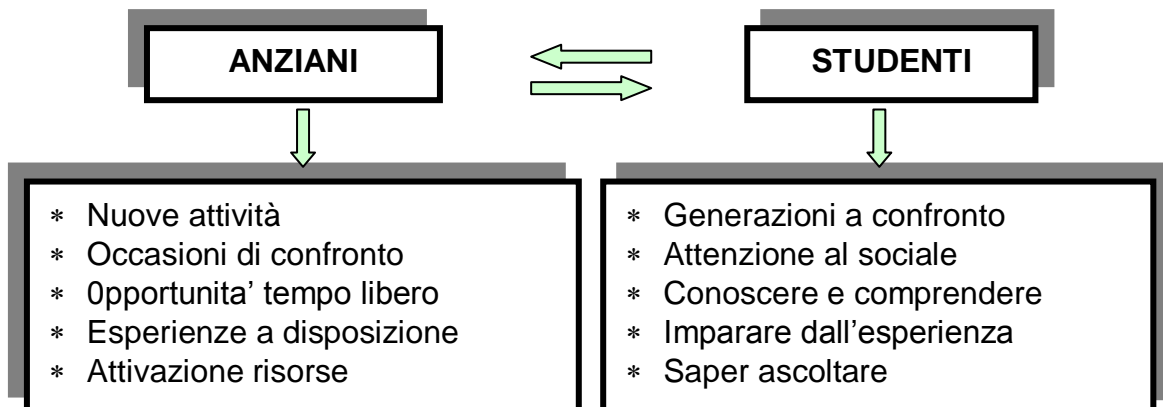 ANZIANI
STUDENTI
* Nuove attività
* Occasioni di confronto
* 0pportunita’ tempo libero
* Esperienze a disposizione
* Attivazione risorse
* Generazioni a confronto
* Attenzione al sociale
* Conoscere e comprendere
* Imparare dall’esperienza
* Saper ascoltare